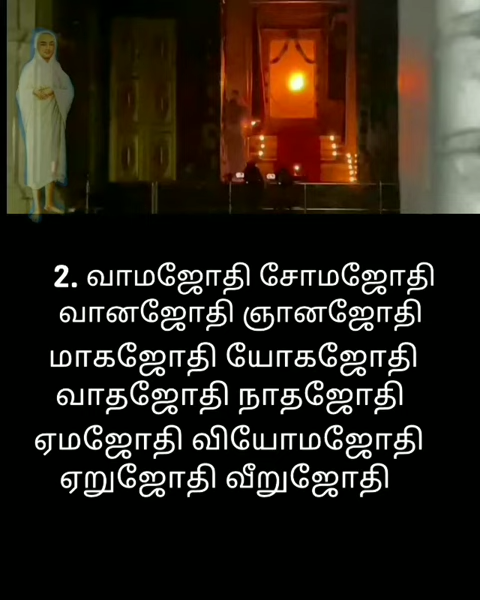 2. வாமஜோதி சோமஜோதி
வானஜோதி ஞானஜோதி
மாகஜோதி யோகஜோதி
வாதஜோதி நாதஜோதி
ஏமஜோதி வியோமஜோதி
ஏறுஜோதி வீறுஜோதி